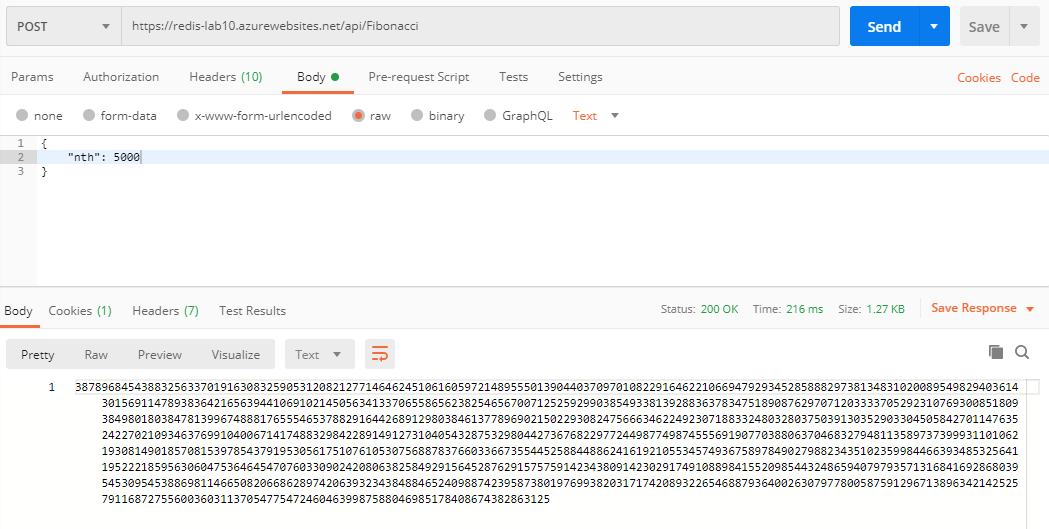 POST https://redis-lab10.azurewebsites.net/api/Fibonacci Send Save
Params Authorization Headers (10) Body Pre-request Script Tests Settings Cookies Code
none form-data x-www-form-urlencoded raw binary GraphQL Text
1 {
2 "nth": 5000
3 }
Body Cookies (1) Headers (7) Test Results Status: 200 OK Time: 216 ms Size: 1.27 KB Save Response
Pretty Raw Preview Visualize Text
1 3878968454388325633701916308325905312082127714646245106160597214895550139044037097010822916462210669479293452858882973813483102008954982940361430156911478938364216563944106910214505634133706558656238254656700712525929903854933813928836378347518908762970712033337052923107693008518093849801803847813996748881765554653788291644268912980384613778969021502293082475666346224923071883324803280375039130352903304505842701147635242270210934637699104006714174883298422891491273104054328753298044273676822977244987749874555691907703880637046832794811358973739993110106219308149018570815397854379195305617510761053075688783766033667355445258844886241619210553457493675897849027988234351023599844663934853256411952221859563060475364645470760330902420806382584929156452876291575759142343809142302917491088984155209854432486594079793571316841692868039545309545388698114665082066862897420639323438488465240988742395873801976993820317174208932265468879364002630797780058759129671389634214252579116872755600360311370547754724604639987588046985178408674382863125